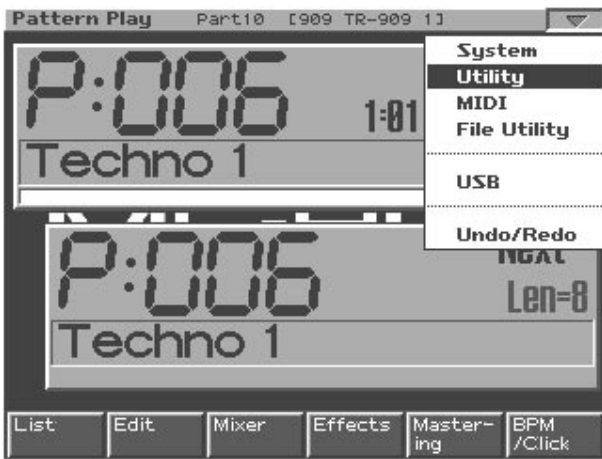 Pattern Play Part10 [909 TR-909 1]
System
Utility
MIDI
File Utility
USB
Undo/Redo
P:006
1:01
Techno 1
P:006
Next
Len=8
Techno 1
List
Edit
Mixer
Effects
Master-
ing
BPM
/Click